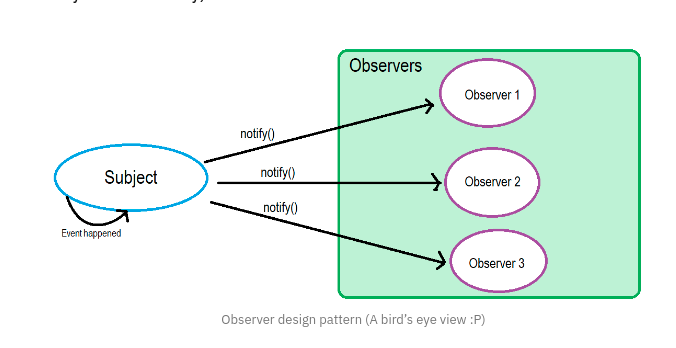 Observers
Observer 1
notify()
notify()
Subject
Observer 2
notify()
Event happened
Observer 3
Observer design pattern (A bird's eye view :P)